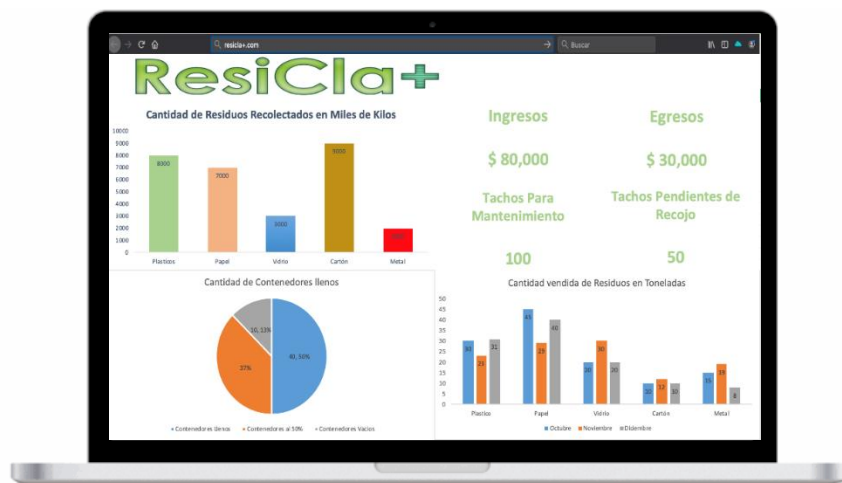 resicla+.com
Buscar
ResiCla+
Cantidad de Residuos Recolectados en Miles de Kilos
10000
9000
8000
7000
6000
5000
4000
3000
2000
1000
0
8000
7000
3000
9000
Plasticos
Papel
Vidrio
Cartón
Metal
Ingresos
Egresos
$ 80,000
$ 30,000
Tachos Para
Mantenimiento
Tachos Pendientes de
Recojo
100
50
Cantidad de Contenedores llenos
10, 13%
37%
40, 50%
Contenedores llenos
Contenedores al 50%
Contenedores Vacios
Cantidad vendida de Residuos en Toneladas
50
45
40
35
30
25
20
15
10
5
0
30
23
31
45
29
40
20
30
20
10
12
10
15
19
8
Plasticos
Papel
Vidrio
Cartón
Metal
Octubre
Noviembre
Diciembre